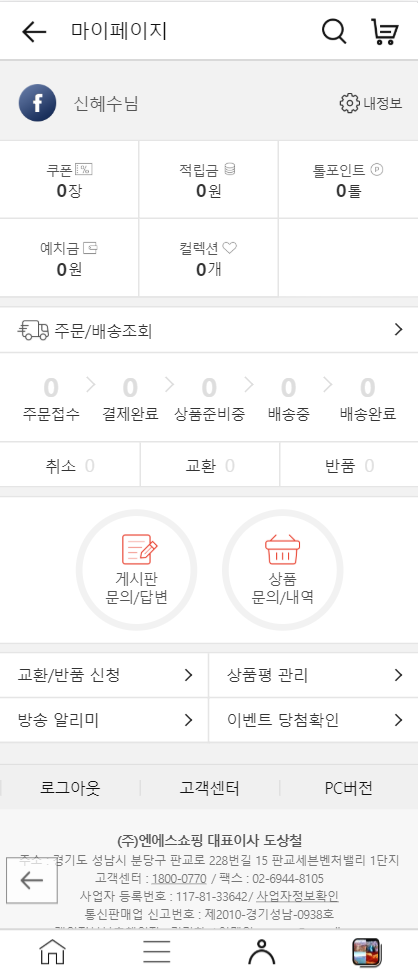 마이페이지
신혜수님
내정보
쿠폰 적립금 톨포인트
0장 0원 0톨
예치금 컬렉션
0원 0개
주문/배송조회
0 0 0 0 0
주문접수 결제완료 상품준비중 배송중 배송완료
취소 0 교환 0 반품 0
게시판 상품
문의/답변 문의/내역
교환/반품 신청 상품평 관리
방송 알리미 이벤트 당첨확인
로그아웃 고객센터 PC버전
(주)엔에스쇼핑 대표이사 도상철
주소 : 경기도 성남시 분당구 판교로 228번길 15 판교세븐벤처밸리 1단지
고객센터 : 1800-0770 / 팩스 : 02-6944-8105
사업자 등록번호 : 117-81-33642/ 사업자정보확인
통신판매업 신고번호 : 제2010-경기성남-0938호